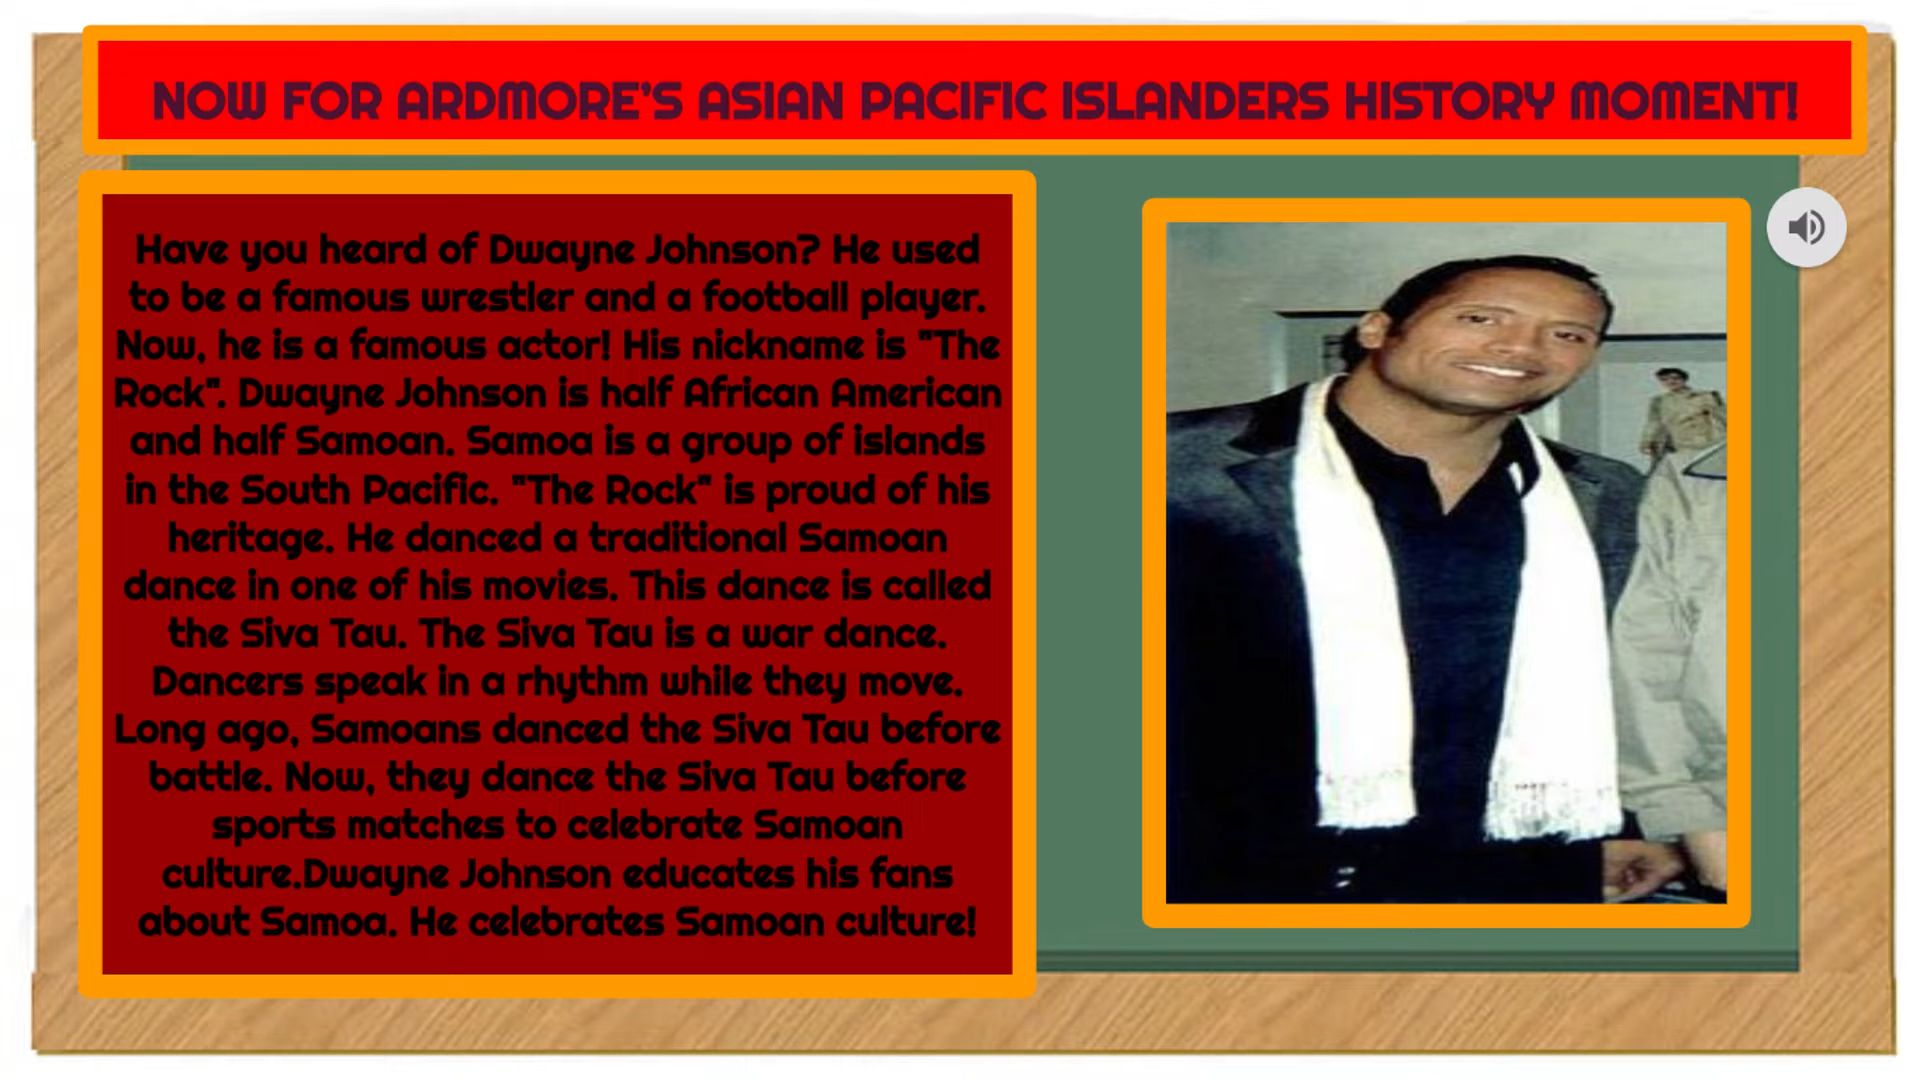 NOW FOR ARDMORE'S ASIAN PACIFIC ISLANDERS HISTORY MOMENT!
Have you heard of Dwayne Johnson? He used
to be a famous wrestler and a football player.
Now, he is a famous actor! His nickname is "The
Rock". Dwayne Johnson is half African American
and half Samoan. Samoa is a group of islands
in the South Pacific. "The Rock" is proud of his
heritage. He danced a traditional Samoan
dance in one of his movies. This dance is called
the Siva Tau. The Siva Tau is a war dance.
Dancers speak in a rhythm while they move.
Long ago, Samoans danced the Siva Tau before
battle. Now, they dance the Siva Tau before
sports matches to celebrate Samoan
culture.Dwayne Johnson educates his fans
about Samoa. He celebrates Samoan culture!